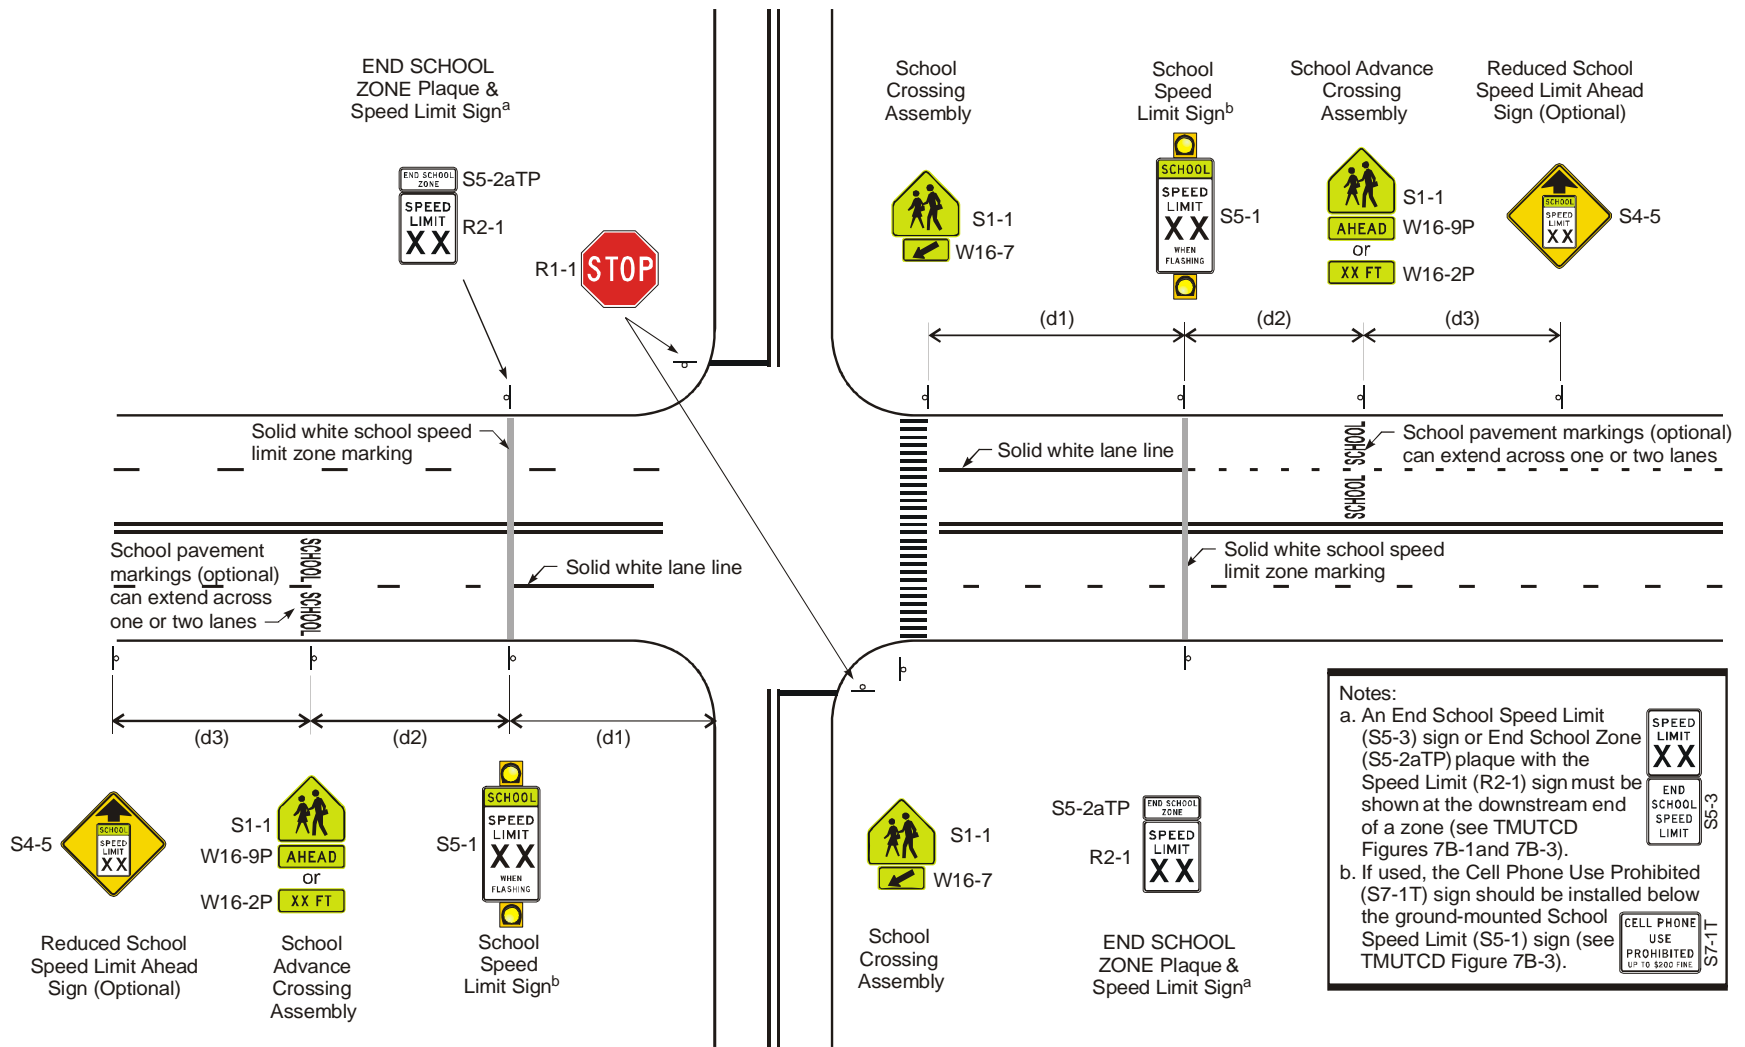 END SCHOOL
ZONE Plaque &
Speed Limit Signa
END SCHOOL
ZONE
S5-2aTP
SPEED
LIMIT
XX
R2-1
R1-1
STOP
School
Crossing
Assembly
S1-1
W16-7
School
Speed
Limit Signb
SCHOOL
SPEED
LIMIT
XX
WHEN
FLASHING
S5-1
School Advance
Crossing
Assembly
S1-1
AHEAD
W16-9P
or
XX FT
W16-2P
Reduced School
Speed Limit Ahead
Sign (Optional)
SCHOOL
SPEED
LIMIT
XX
S4-5
(d1)
(d2)
(d3)
Solid white school speed
limit zone marking
Solid white lane line
SCHOOL
SCHOOL
School pavement markings (optional)
can extend across one or two lanes
School pavement
markings (optional)
can extend across
one or two lanes
SCHOOL
SCHOOL
Solid white lane line
Solid white school speed
limit zone marking
(d3)
(d2)
(d1)
S4-5
SCHOOL
SPEED
LIMIT
XX
Reduced School
Speed Limit Ahead
Sign (Optional)
S1-1
W16-9P
AHEAD
or
W16-2P
XX FT
School
Advance
Crossing
Assembly
S5-1
SCHOOL
SPEED
LIMIT
XX
WHEN
FLASHING
School
Speed
Limit Signb
S1-1
W16-7
School
Crossing
Assembly
S5-2aTP
END SCHOOL
ZONE
R2-1
SPEED
LIMIT
XX
END SCHOOL
ZONE Plaque &
Speed Limit Signa
Notes:
a. An End School Speed Limit
(S5-3) sign or End School Zone
(S5-2aTP) plaque with the
Speed Limit (R2-1) sign must be
shown at the downstream end
of a zone (see TMUTCD
Figures 7B-1and 7B-3).
SPEED
LIMIT
XX
END
SCHOOL
SPEED
LIMIT
S5-3
b. If used, the Cell Phone Use Prohibited
(S7-1T) sign should be installed below
the ground-mounted School
Speed Limit (S5-1) sign (see
TMUTCD Figure 7B-3).
CELL PHONE
USE
PROHIBITED
UP TO $200 FINE
S7-1T